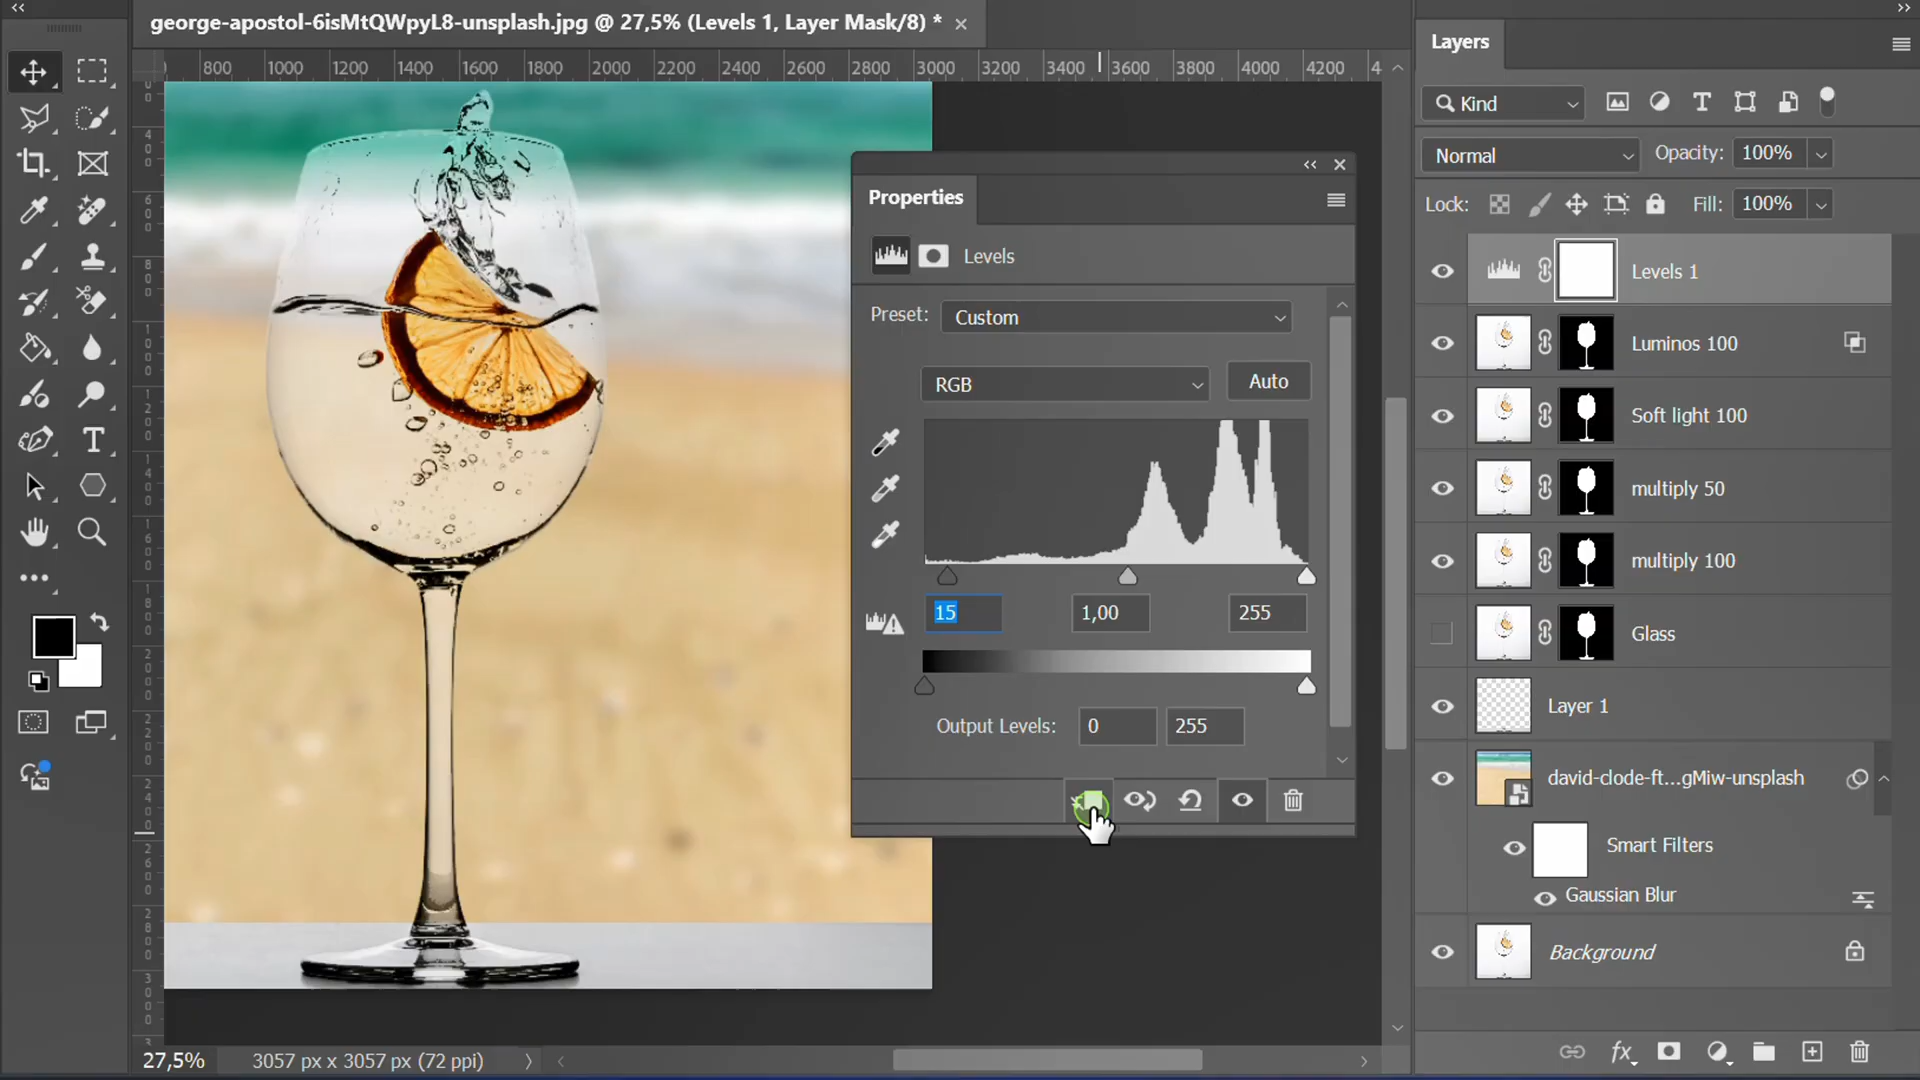 george-apostol-6isMtQWpyL8-unsplash.jpg @ 27,5% (Levels 1, Layer Mask/8) *
800 1000 1200 1400 1600 1800 2000 2200 2400 2600 2800 3000 3200 3400 3600 3800 4000 4200 4
Properties
Levels
Preset: Custom
RGB
Auto
15
1,00
255
Output Levels: 0 255
27,5%
3057 px x 3057 px (72 ppi)
Layers
Kind
Normal
Opacity: 100%
Lock:
Fill: 100%
Levels 1
Luminos 100
Soft light 100
multiply 50
multiply 100
Glass
Layer 1
david-clode-ft...gMiw-unsplash
Smart Filters
Gaussian Blur
Background
fx